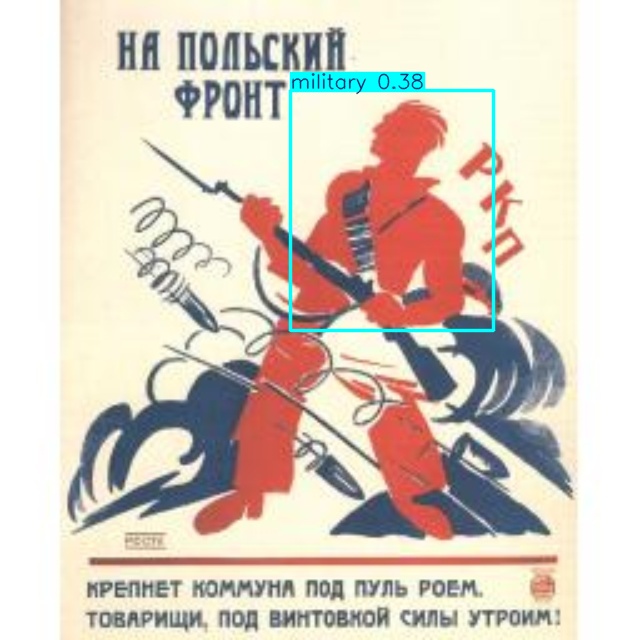 НА ПОЛЬСКИЙ
ФРОНТ
military 0.38
РКП
РОСТА
КРЕПНЕТ КОММУНА ПОД ПУЛЬ РОЕМ.
ТОВАРИЩИ, ПОД ВИНТОВКОЙ СИЛЫ УТРОИМ!